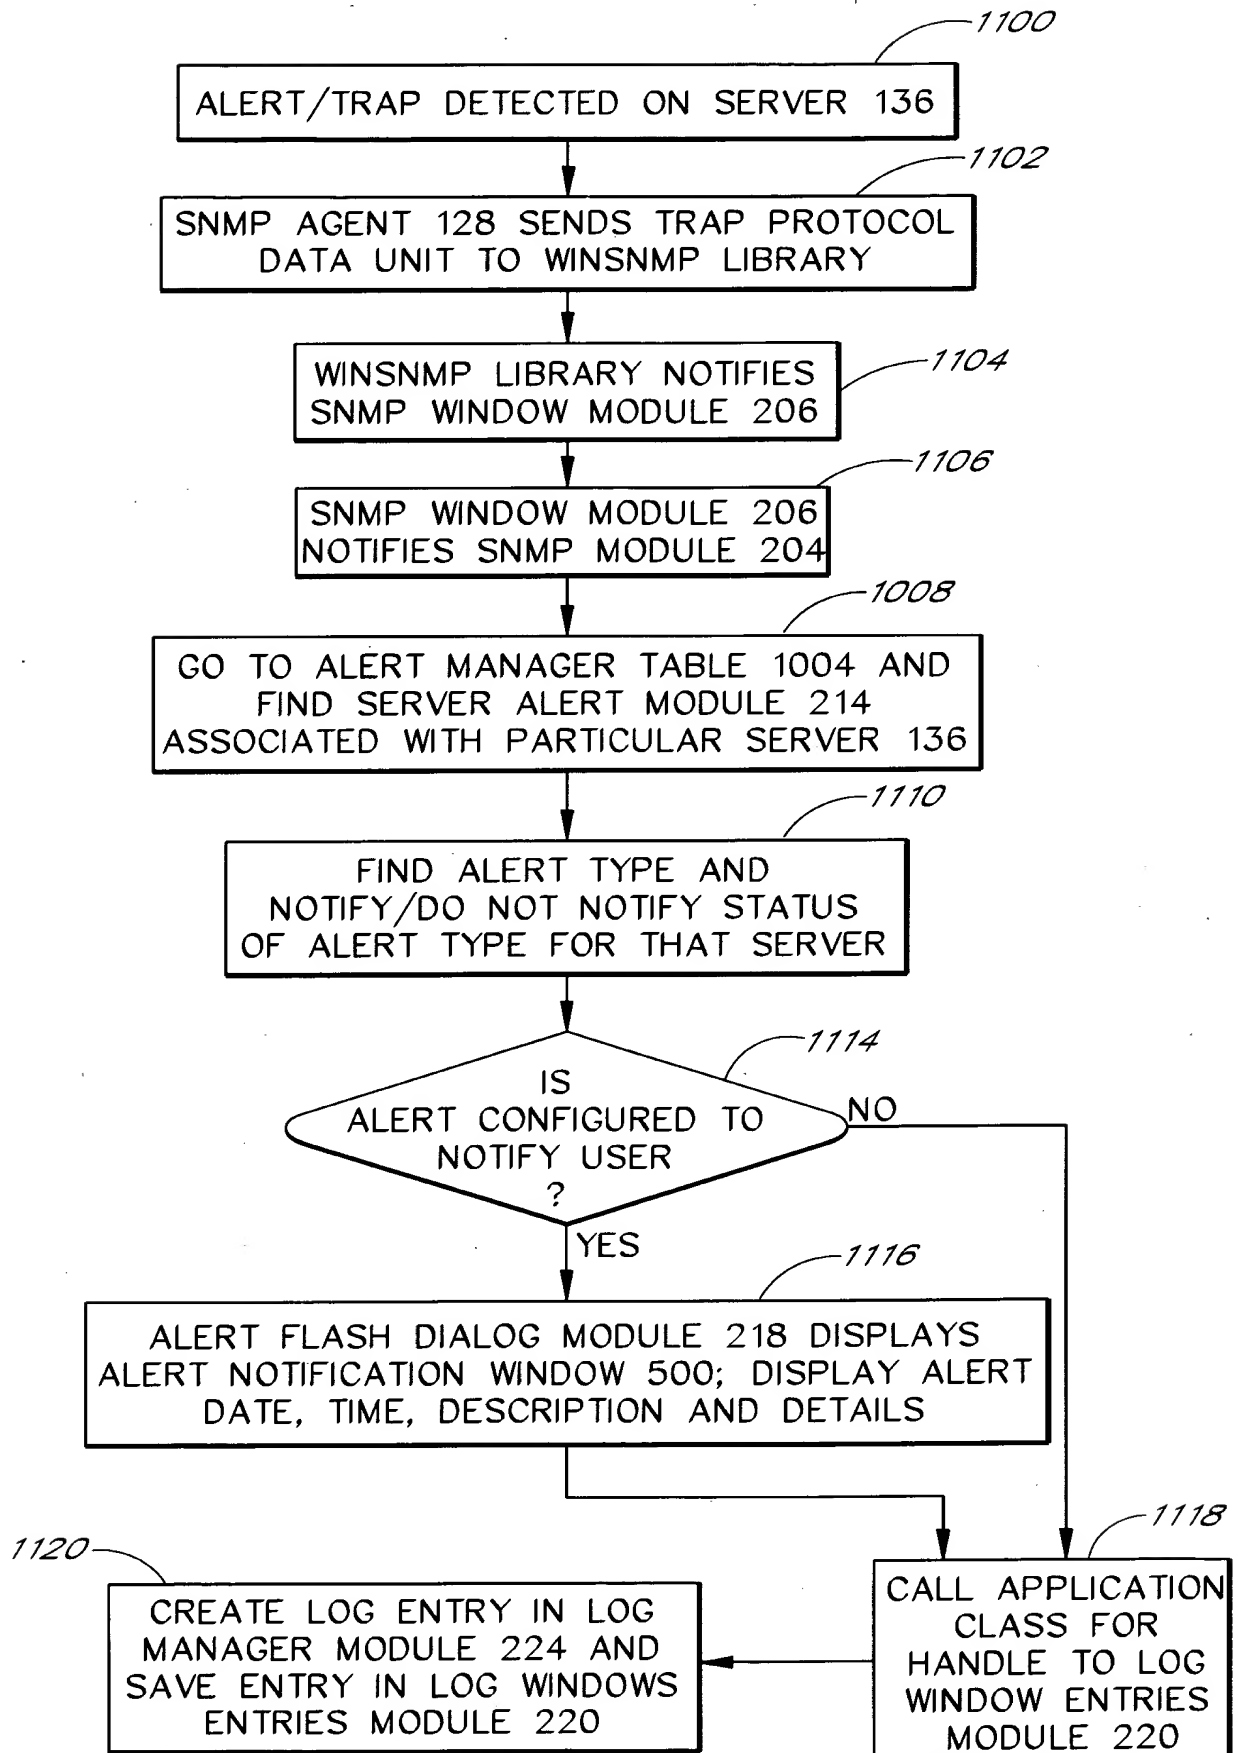 1100
ALERT/TRAP DETECTED ON SERVER 136
1102
SNMP AGENT 128 SENDS TRAP PROTOCOL
DATA UNIT TO WINSNMP LIBRARY
1104
WINSNMP LIBRARY NOTIFIES
SNMP WINDOW MODULE 206
1106
SNMP WINDOW MODULE 206
NOTIFIES SNMP MODULE 204
1008
GO TO ALERT MANAGER TABLE 1004 AND
FIND SERVER ALERT MODULE 214
ASSOCIATED WITH PARTICULAR SERVER 136
1110
FIND ALERT TYPE AND
NOTIFY/DO NOT NOTIFY STATUS
OF ALERT TYPE FOR THAT SERVER
1114
IS
ALERT CONFIGURED TO
NOTIFY USER
?
NO
YES
1116
ALERT FLASH DIALOG MODULE 218 DISPLAYS
ALERT NOTIFICATION WINDOW 500; DISPLAY ALERT
DATE, TIME, DESCRIPTION AND DETAILS
1118
CALL APPLICATION
CLASS FOR
HANDLE TO LOG
WINDOW ENTRIES
MODULE 220
1120
CREATE LOG ENTRY IN LOG
MANAGER MODULE 224 AND
SAVE ENTRY IN LOG WINDOWS
ENTRIES MODULE 220